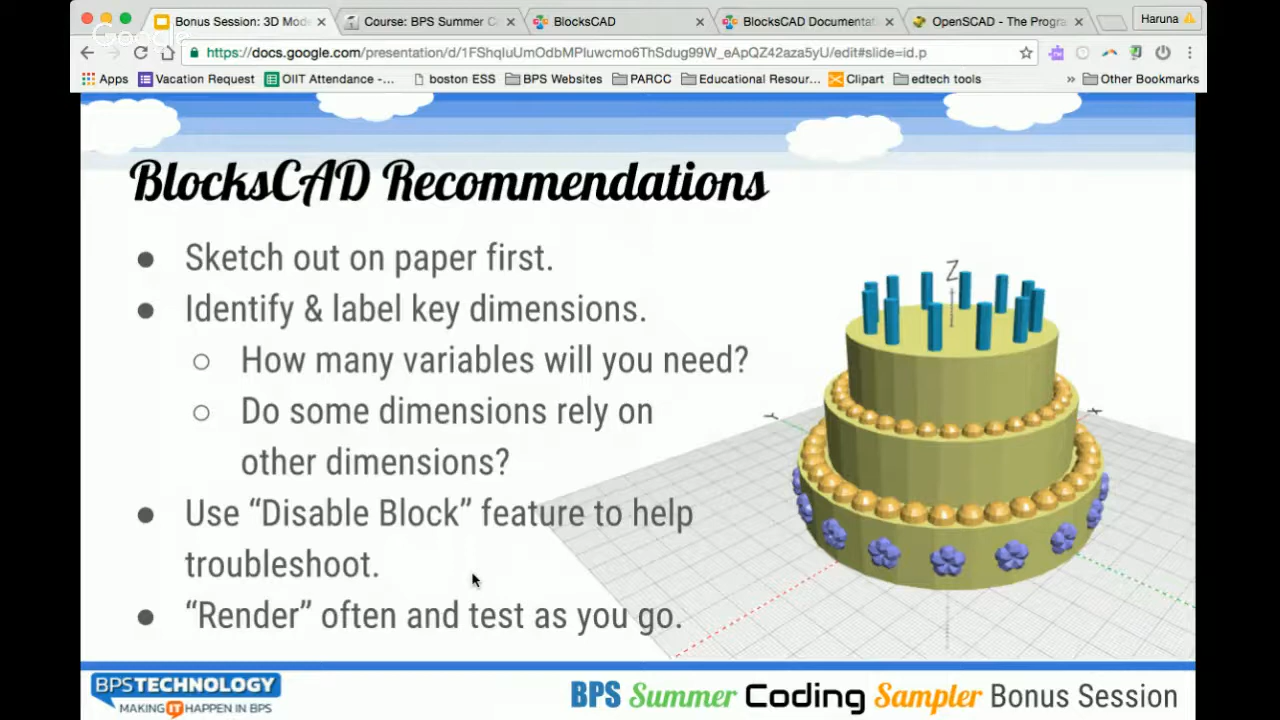 Bonus Session: 3D Mod
Course: BPS Summer C
BlocksCAD
BlocksCAD Documentat
OpenSCAD - The Progra
Haruna
Google
https://docs.google.com/presentation/d/1FShqIuUmOdbMPIuwcmo6ThSdug99W_eApQZ42aza5yU/edit#slide=id.p
Apps
Vacation Request
OIIT Attendance -...
boston ESS
BPS Websites
PARCC
Educational Resour...
Clipart
edtech tools
» Other Bookmarks
BlocksCAD Recommendations
● Sketch out on paper first.
● Identify & label key dimensions.
○ How many variables will you need?
○ Do some dimensions rely on
other dimensions?
● Use “Disable Block” feature to help
troubleshoot.
● “Render” often and test as you go.
Z
BPSTECHNOLOGY
MAKING IT HAPPEN IN BPS
BPS Summer Coding Sampler Bonus Session